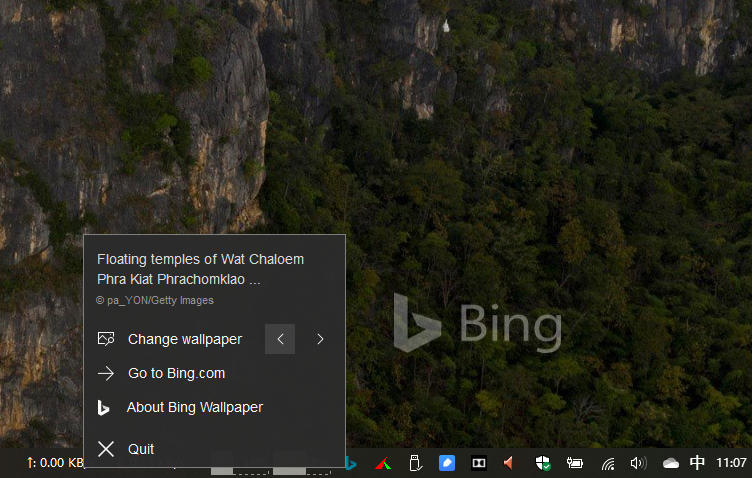 Floating temples of Wat Chaloem
Phra Kiat Phrachomklao ...
© pa_YON/Getty Images
Change wallpaper
Go to Bing.com
About Bing Wallpaper
Quit
Bing
↑: 0.00 KB/
中 11:07